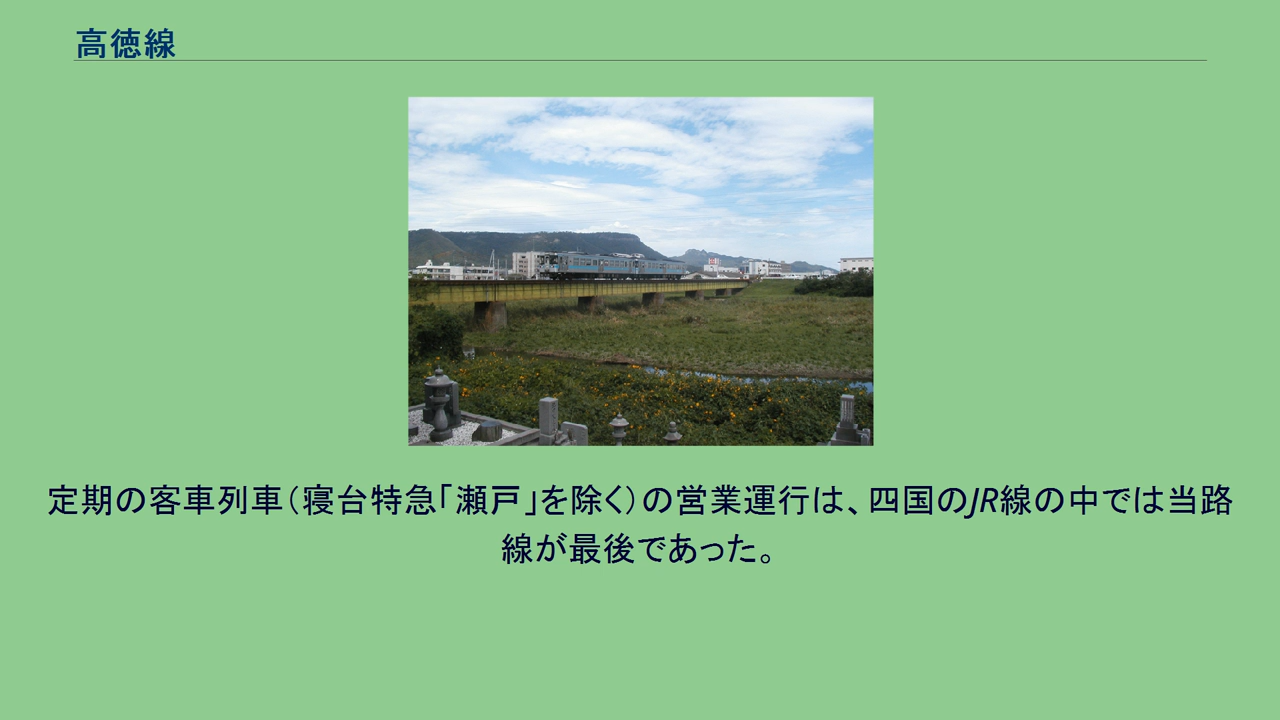 高徳線
定期の客車列車（寝台特急「瀬戸」を除く）の営業運行は、四国のJR線の中では当路
線が最後であった。